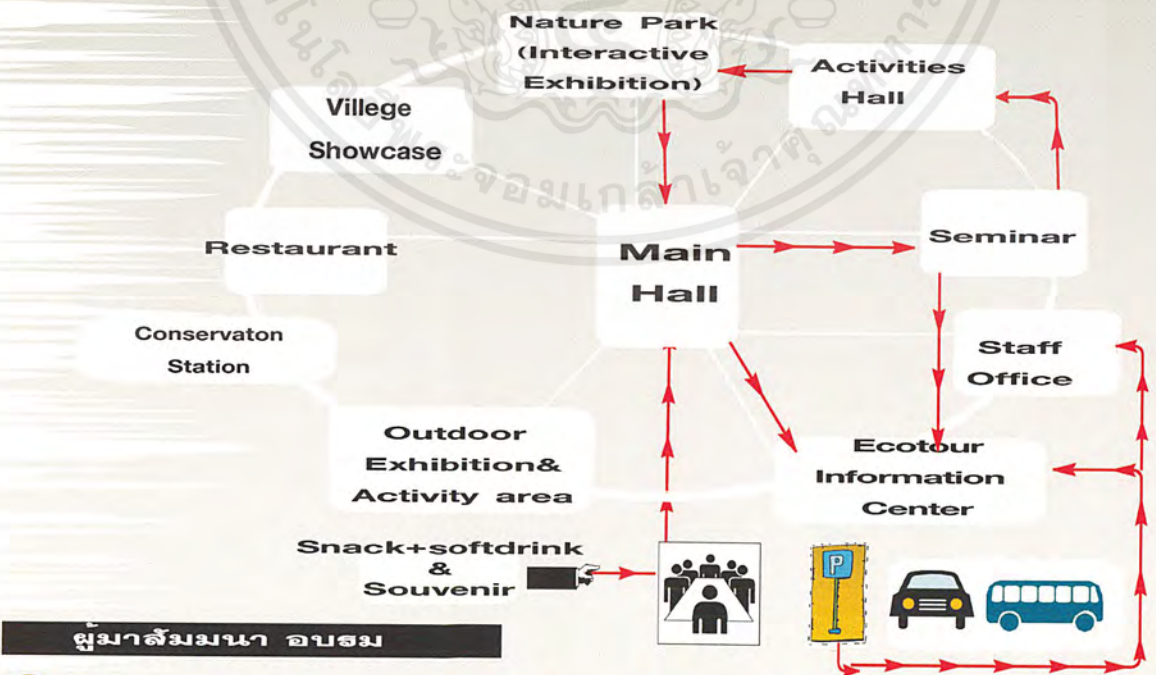 Nature Park
(Interactive
Exhibition)
Activities
Hall
Villege
Showcase
Restaurant
Main
Hall
Seminar
Conservaton
Station
Staff
Office
Outdoor
Exhibition&
Activity area
Ecotour
Information
Center
Snack+softdrink
&
Souvenir
P
ผู้มาสัมมนา อบรม